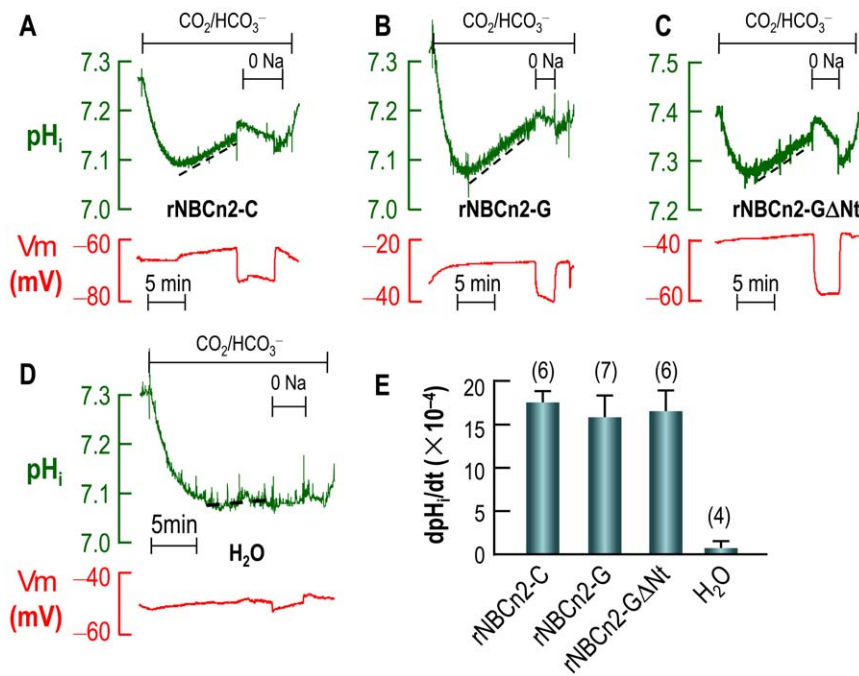 A
CO₂/HCO₃⁻
0 Na
7.3
7.2
7.1
7.0
pHᵢ
rNBCn2-C
Vm
(mV)
−60
−80
5 min
B
CO₂/HCO₃⁻
0 Na
7.3
7.2
7.1
7.0
rNBCn2-G
−20
−40
5 min
C
CO₂/HCO₃⁻
0 Na
7.5
7.4
7.3
7.2
rNBCn2-GΔNt
−40
−60
5 min
D
CO₂/HCO₃⁻
0 Na
7.3
7.2
7.1
7.0
pHᵢ
5min
H₂O
Vm
(mV)
−40
−60
E
dpHᵢ/dt (×10⁻⁴)
20
15
10
5
0
(6)
(7)
(6)
(4)
rNBCn2-C
rNBCn2-G
rNBCn2-GΔNt
H₂O